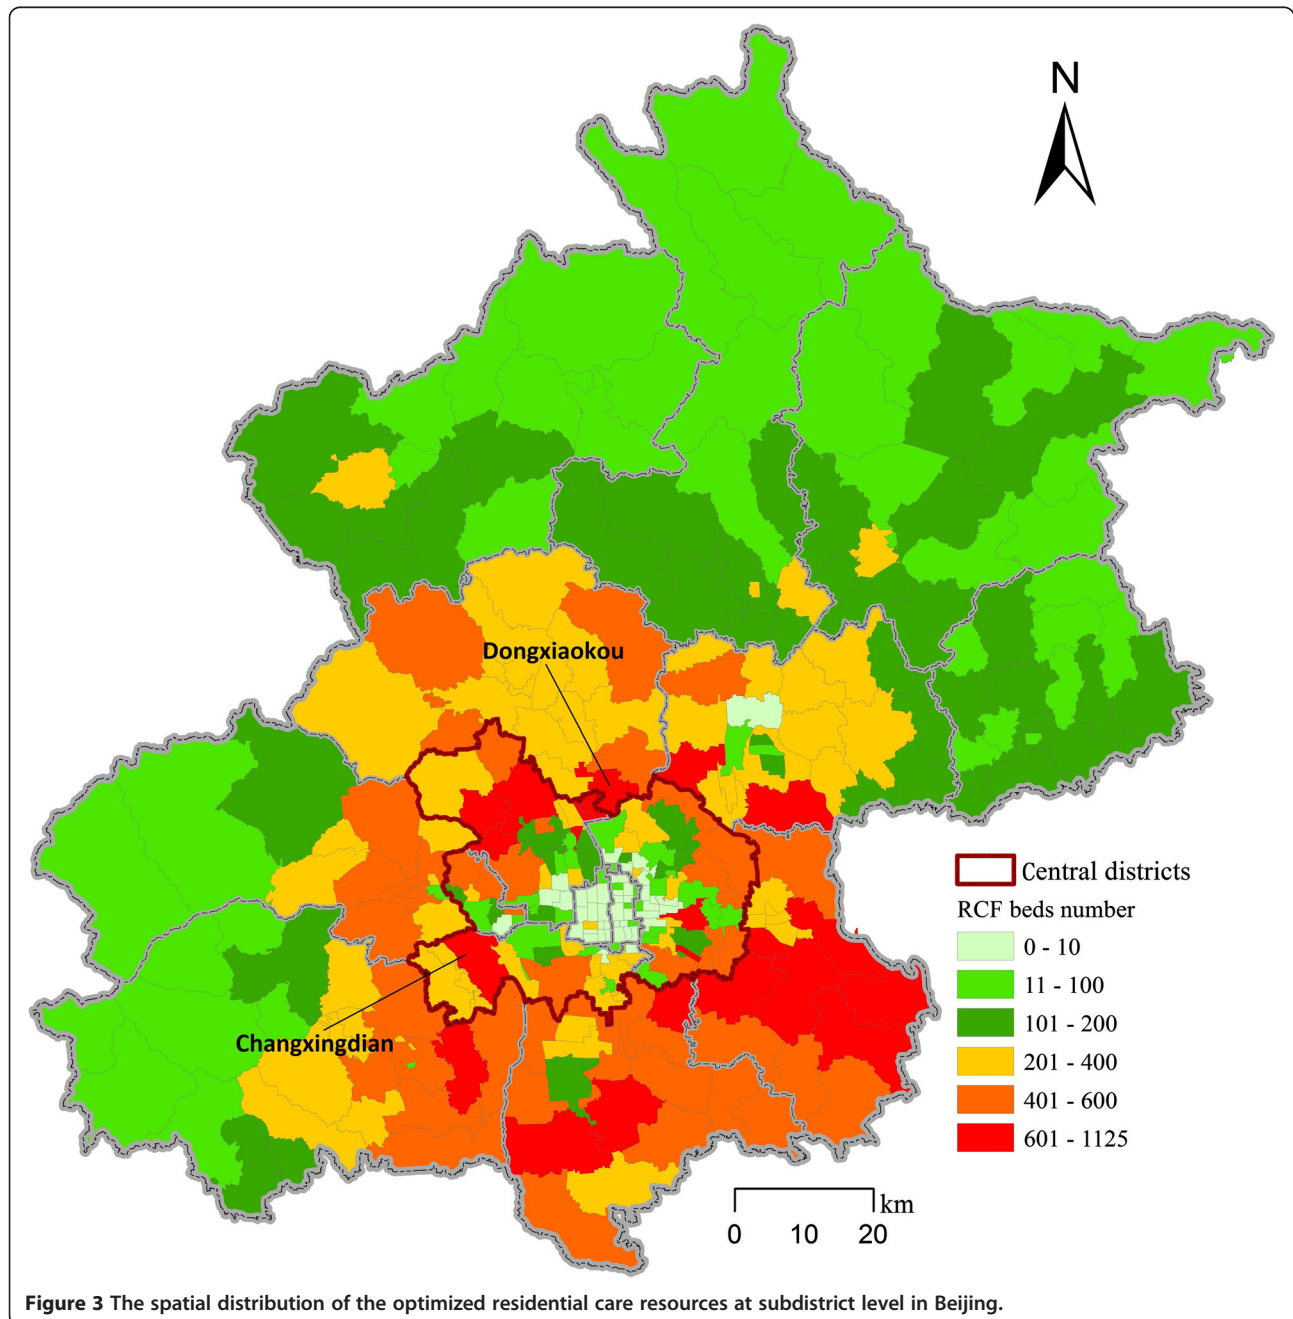 N
Dongxiaokou
Changxingdian
Central districts
RCF beds number
0 - 10
11 - 100
101 - 200
201 - 400
401 - 600
601 - 1125
km
0 10 20
Figure 3 The spatial distribution of the optimized residential care resources at subdistrict level in Beijing.